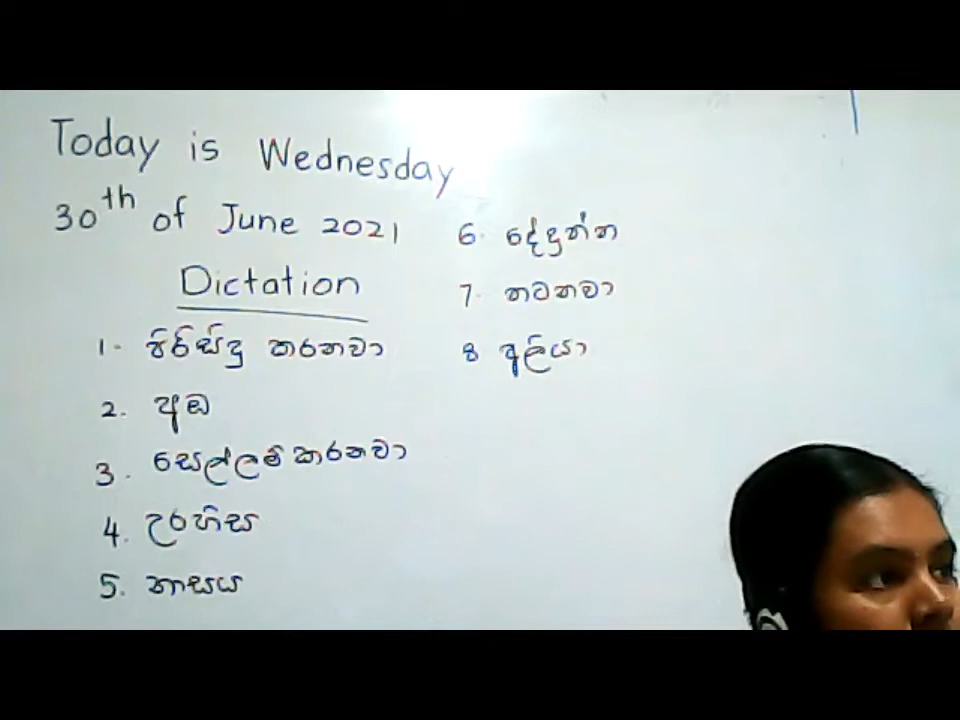 Today is Wednesday
30th of June 2021
Dictation
1. පිරිසිදු කරනවා
2. අඹ
3. සෙල්ලම් කරනවා
4. උරහිස
5. නාසය
6. දේදුන්න
7. නටනවා
8 අලියා